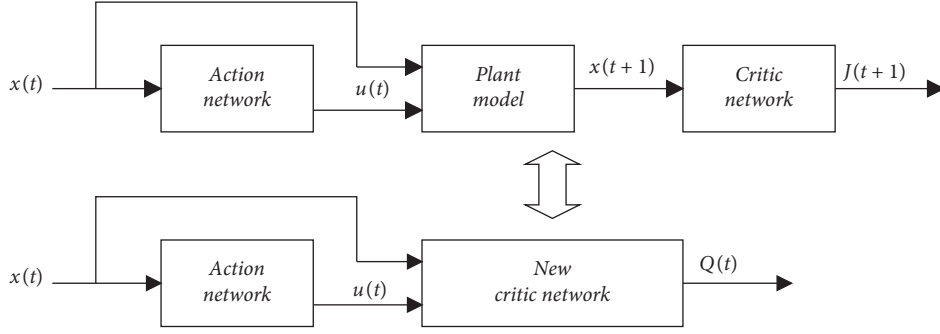 x(t)
Action
network
u(t)
Plant
model
x(t + 1)
Critic
network
J(t + 1)
x(t)
Action
network
u(t)
New
critic network
Q(t)